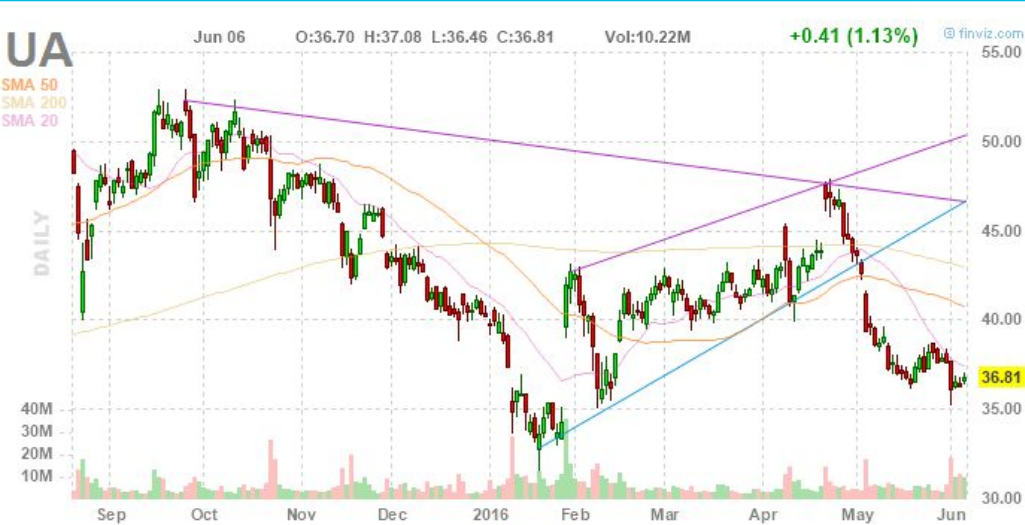 UA
Jun 06 O:36.70 H:37.08 L:36.46 C:36.81 Vol:10.22M +0.41 (1.13%) © finviz.com
SMA 50
SMA 200
SMA 20
DAILY
55.00
50.00
45.00
40.00
36.81
35.00
30.00
40M
30M
20M
10M
Sep Oct Nov Dec 2016 Feb Mar Apr May Jun